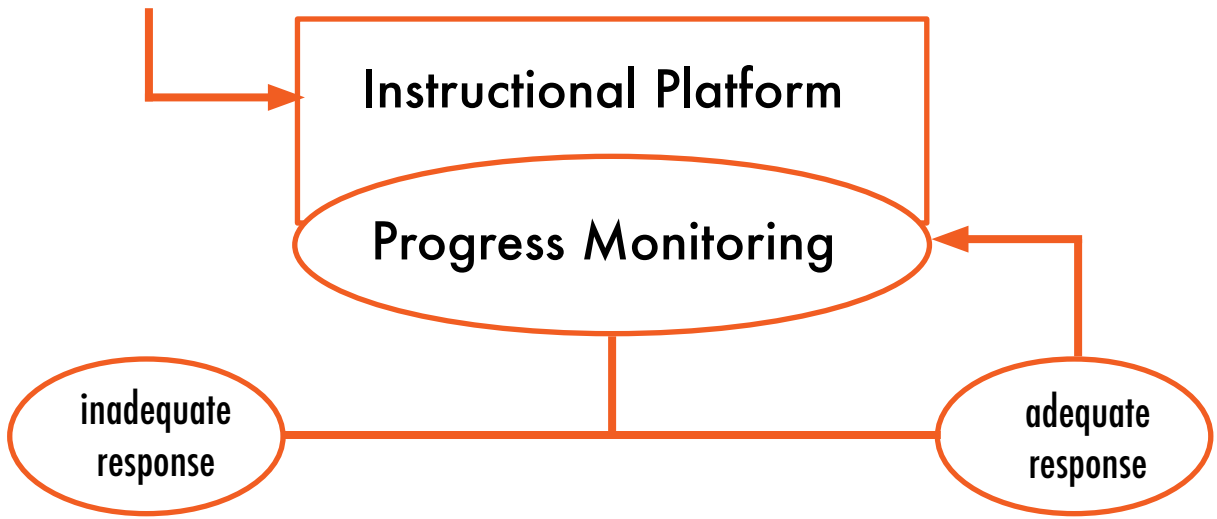 Instructional Platform
Progress Monitoring
inadequate
response
adequate
response